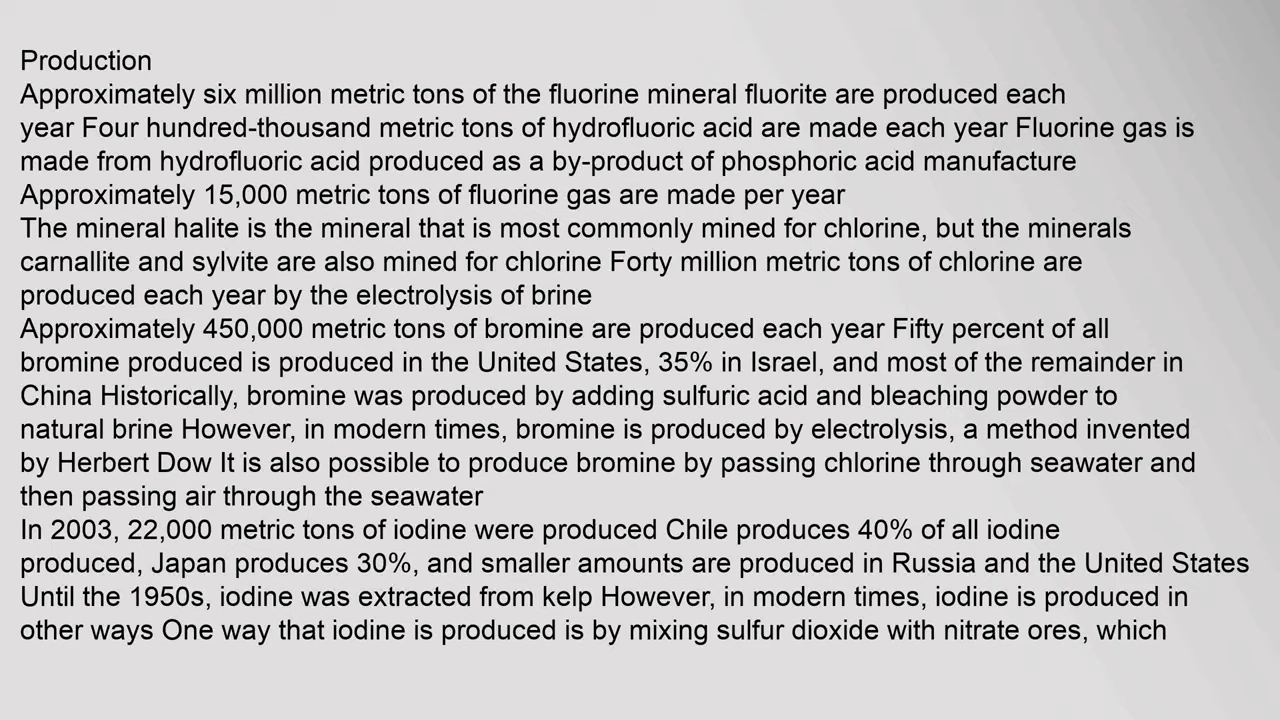 Production
Approximately six million metric tons of the fluorine mineral fluorite are produced each
year Four hundred-thousand metric tons of hydrofluoric acid are made each year Fluorine gas is
made from hydrofluoric acid produced as a by-product of phosphoric acid manufacture
Approximately 15,000 metric tons of fluorine gas are made per year
The mineral halite is the mineral that is most commonly mined for chlorine, but the minerals
carnallite and sylvite are also mined for chlorine Forty million metric tons of chlorine are
produced each year by the electrolysis of brine
Approximately 450,000 metric tons of bromine are produced each year Fifty percent of all
bromine produced is produced in the United States, 35% in Israel, and most of the remainder in
China Historically, bromine was produced by adding sulfuric acid and bleaching powder to
natural brine However, in modern times, bromine is produced by electrolysis, a method invented
by Herbert Dow It is also possible to produce bromine by passing chlorine through seawater and
then passing air through the seawater
In 2003, 22,000 metric tons of iodine were produced Chile produces 40% of all iodine
produced, Japan produces 30%, and smaller amounts are produced in Russia and the United States
Until the 1950s, iodine was extracted from kelp However, in modern times, iodine is produced in
other ways One way that iodine is produced is by mixing sulfur dioxide with nitrate ores, which